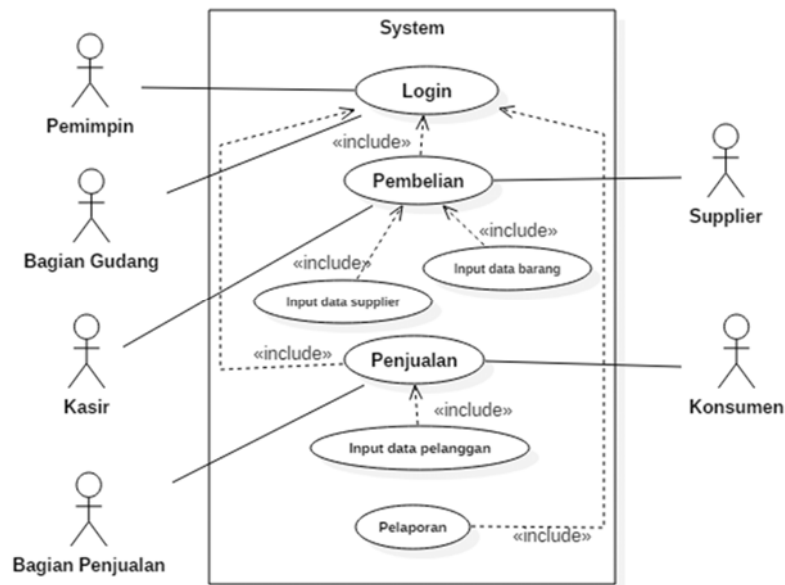 System
Login
Pemimpin
«include»
Pembelian
Supplier
Bagian Gudang
«include»
«include»
Input data barang
Input data supplier
«include»
Penjualan
Kasir
Konsumen
«include»
Input data pelanggan
Pelaporan
«include»
Bagian Penjualan